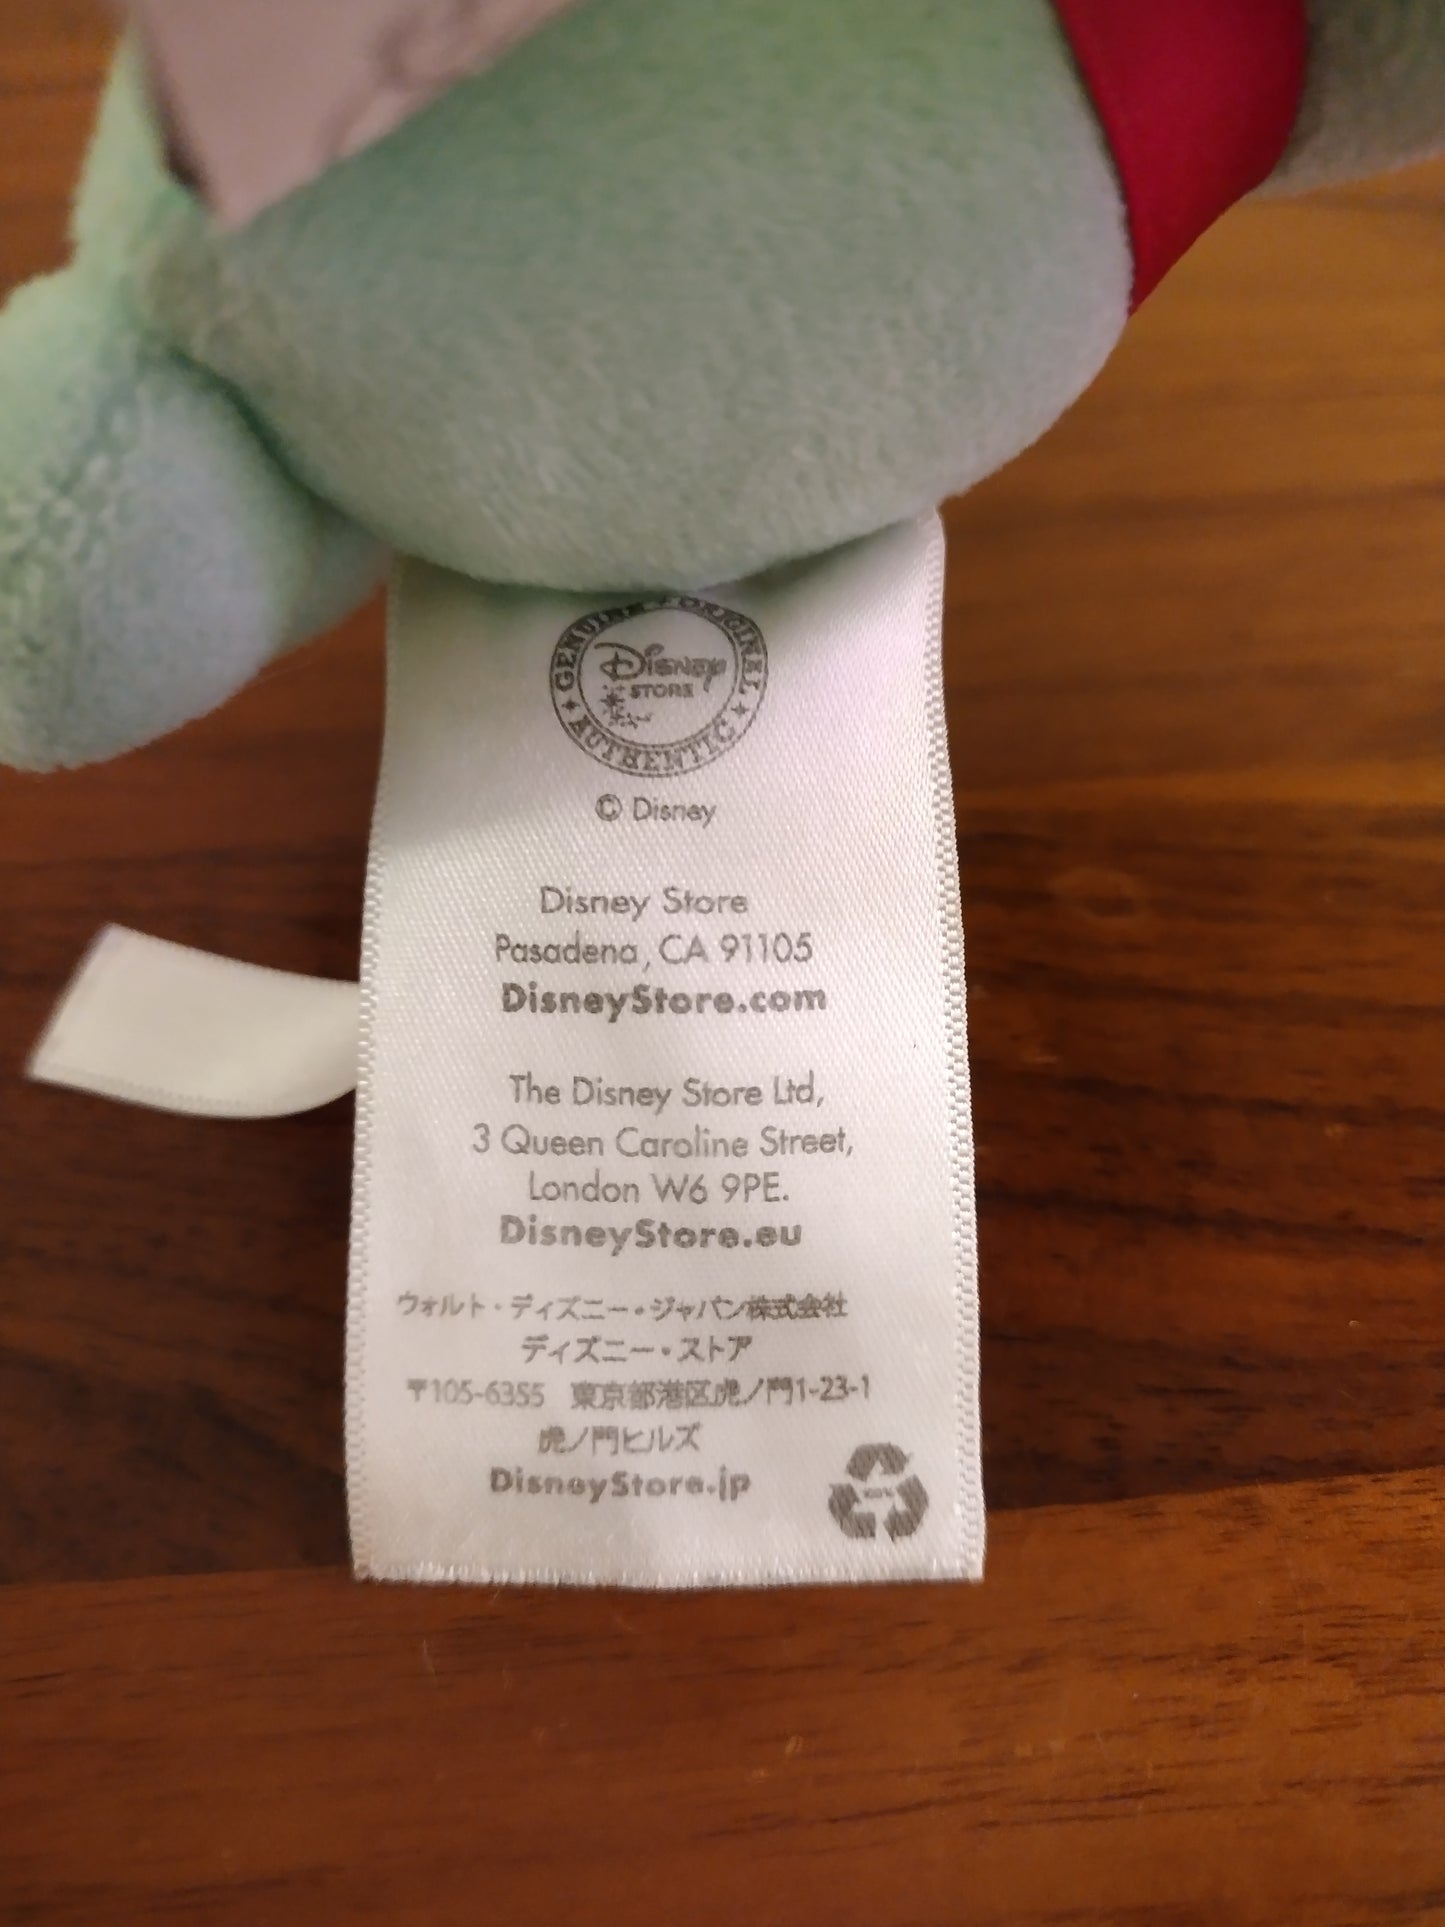 GENUINE ORIGINAL
Disney
STORE
AUTHENTIC
© Disney
Disney Store
Pasadena, CA 91105
DisneyStore.com
The Disney Store Ltd,
3 Queen Caroline Street,
London W6 9PE.
DisneyStore.eu
ウォルト・ディズニー・ジャパン株式会社
ディズニー・ストア
〒105-6355 東京都港区虎ノ門1-23-1
虎ノ門ヒルズ
DisneyStore.jp
100%